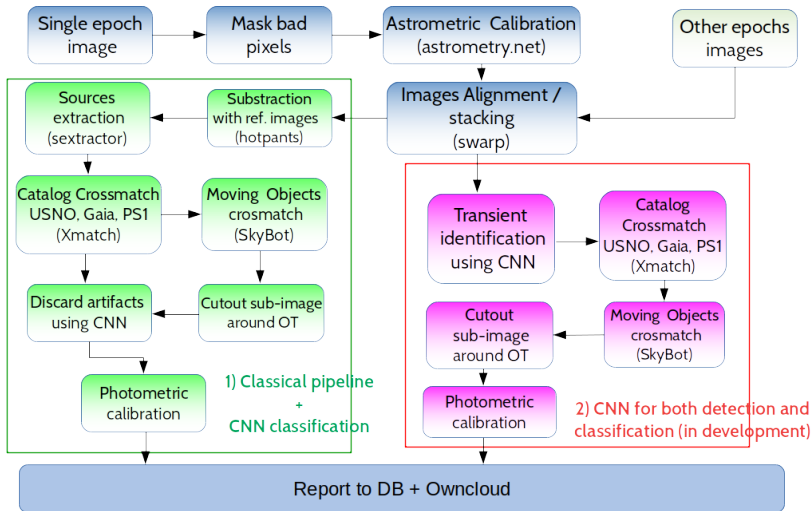 Single epoch
image
Mask bad
pixels
Astrometric Calibration
(astrometry.net)
Other epochs
images
Sources
extraction
(sextractor)
Substraction
with ref. images
(hotpants)
Images Alignment /
stacking
(swarp)
Catalog Crossmatch
USNO, Gaia, PS1
(Xmatch)
Moving Objects
crosmatch
(SkyBot)
Transient
identification
using CNN
Catalog
Crossmatch
USNO, Gaia, PS1
(Xmatch)
Discard artifacts
using CNN
Cutout sub-image
around OT
Cutout
sub-image
around OT
Moving Objects
crosmatch
(SkyBot)
Photometric
calibration
1) Classical pipeline
+
CNN classification
Photometric
calibration
2) CNN for both detection and
classification (in development)
Report to DB + Owncloud